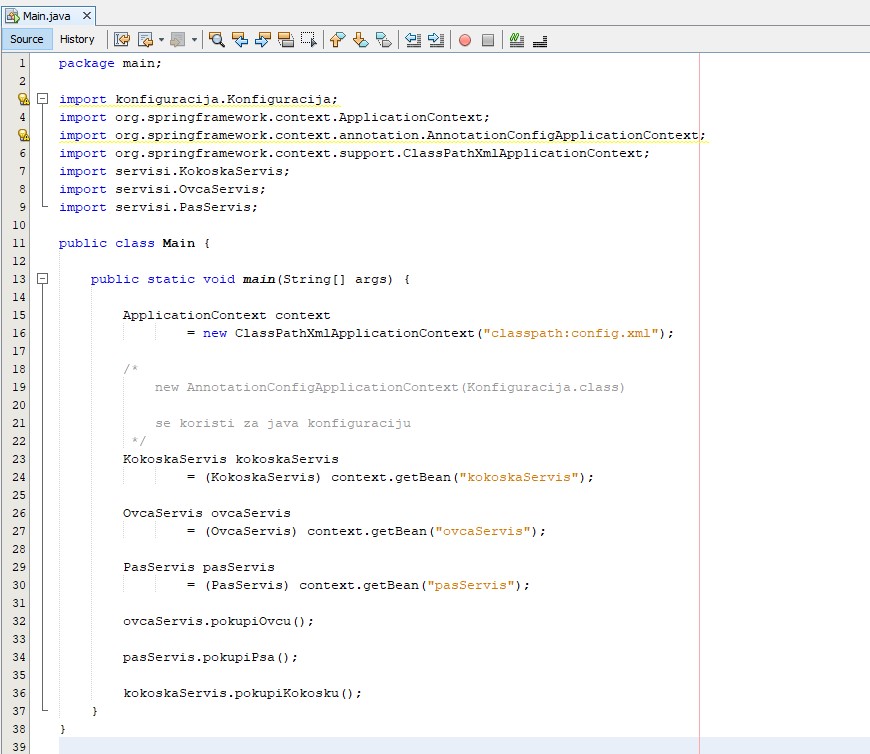 Main.java
Source History
1 package main;
2
import konfiguracija.Konfiguracija;
4 import org.springframework.context.ApplicationContext;
import org.springframework.context.annotation.AnnotationConfigApplicationContext;
6 import org.springframework.context.support.ClassPathXmlApplicationContext;
7 import servisi.KokoskaServis;
8 import servisi.OvcaServis;
9 import servisi.PasServis;
10
11 public class Main {
12
13 public static void main(String[] args) {
14
15 ApplicationContext context
16 = new ClassPathXmlApplicationContext("classpath:config.xml");
17
18 /*
19 new AnnotationConfigApplicationContext(Konfiguracija.class)
20
21 se koristi za java konfiguraciju
22 */
23 KokoskaServis kokoskaServis
24 = (KokoskaServis) context.getBean("kokoskaServis");
25
26 OvcaServis ovcaServis
27 = (OvcaServis) context.getBean("ovcaServis");
28
29 PasServis pasServis
30 = (PasServis) context.getBean("pasServis");
31
32 ovcaServis.pokupiOvcu();
33
34 pasServis.pokupiPsa();
35
36 kokoskaServis.pokupiKokosku();
37 }
38 }
39